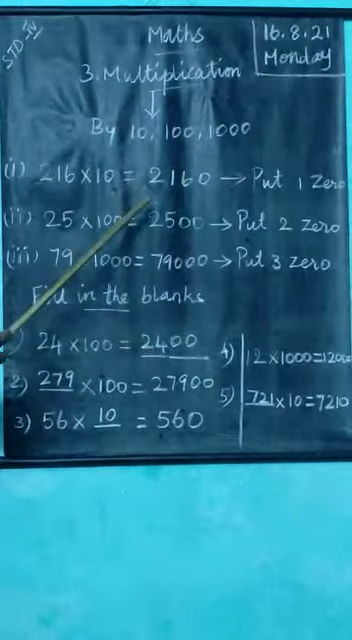 STD-IV
Maths
16.8.21
Monday
3. Multiplication
↓
By 10, 100, 1000
(i) 216 × 10 = 2160 → Put 1 Zero
(ii) 25 × 100 = 2500 → Put 2 zero
(iii) 79 1000 = 79000 → Put 3 zero
Fill in the blanks
1) 24 × 100 = 2400
2) 279 × 100 = 27900
3) 56 × 10 = 560
4) 12 × 1000 = 12000
5) 721 × 10 = 7210